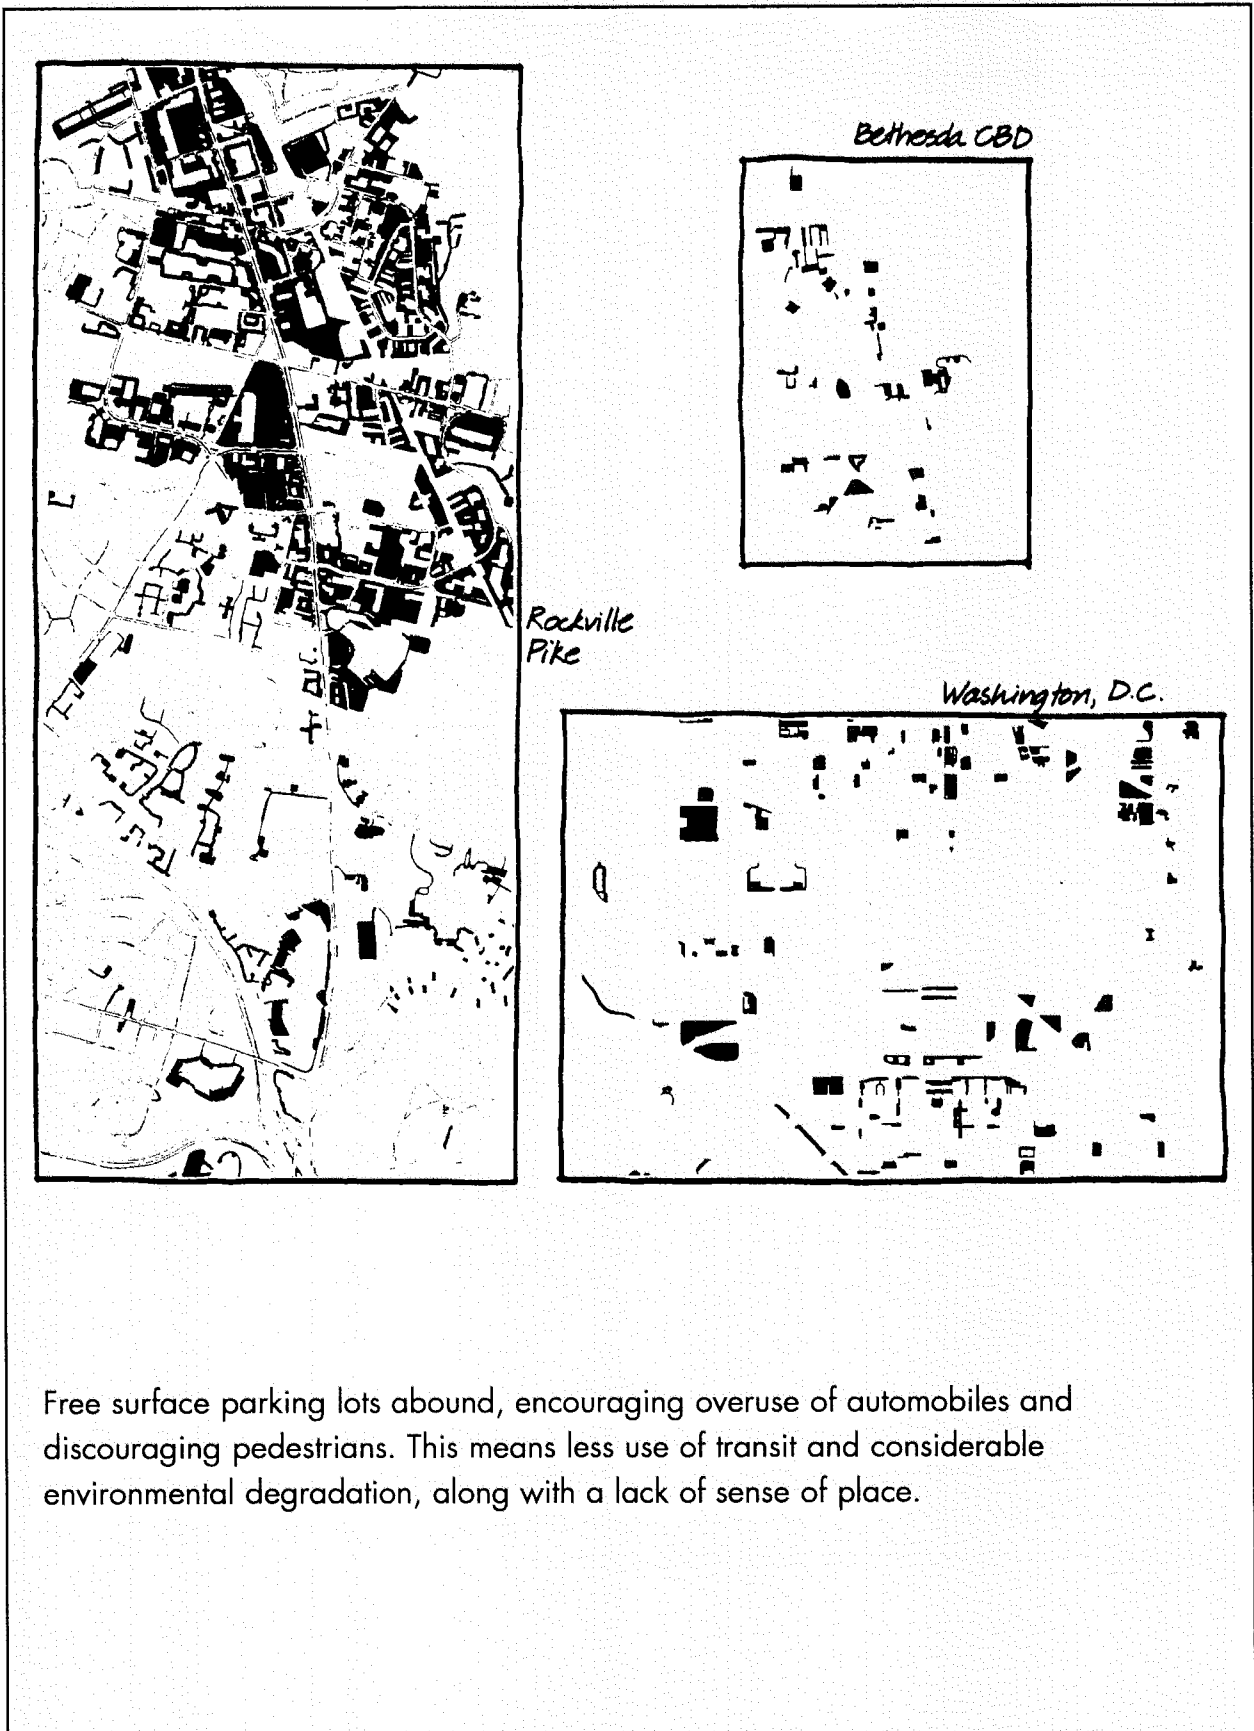 Bethesda CBD
Rockville
Pike
Washington, D.C.
Free surface parking lots abound, encouraging overuse of automobiles and
discouraging pedestrians. This means less use of transit and considerable
environmental degradation, along with a lack of sense of place.